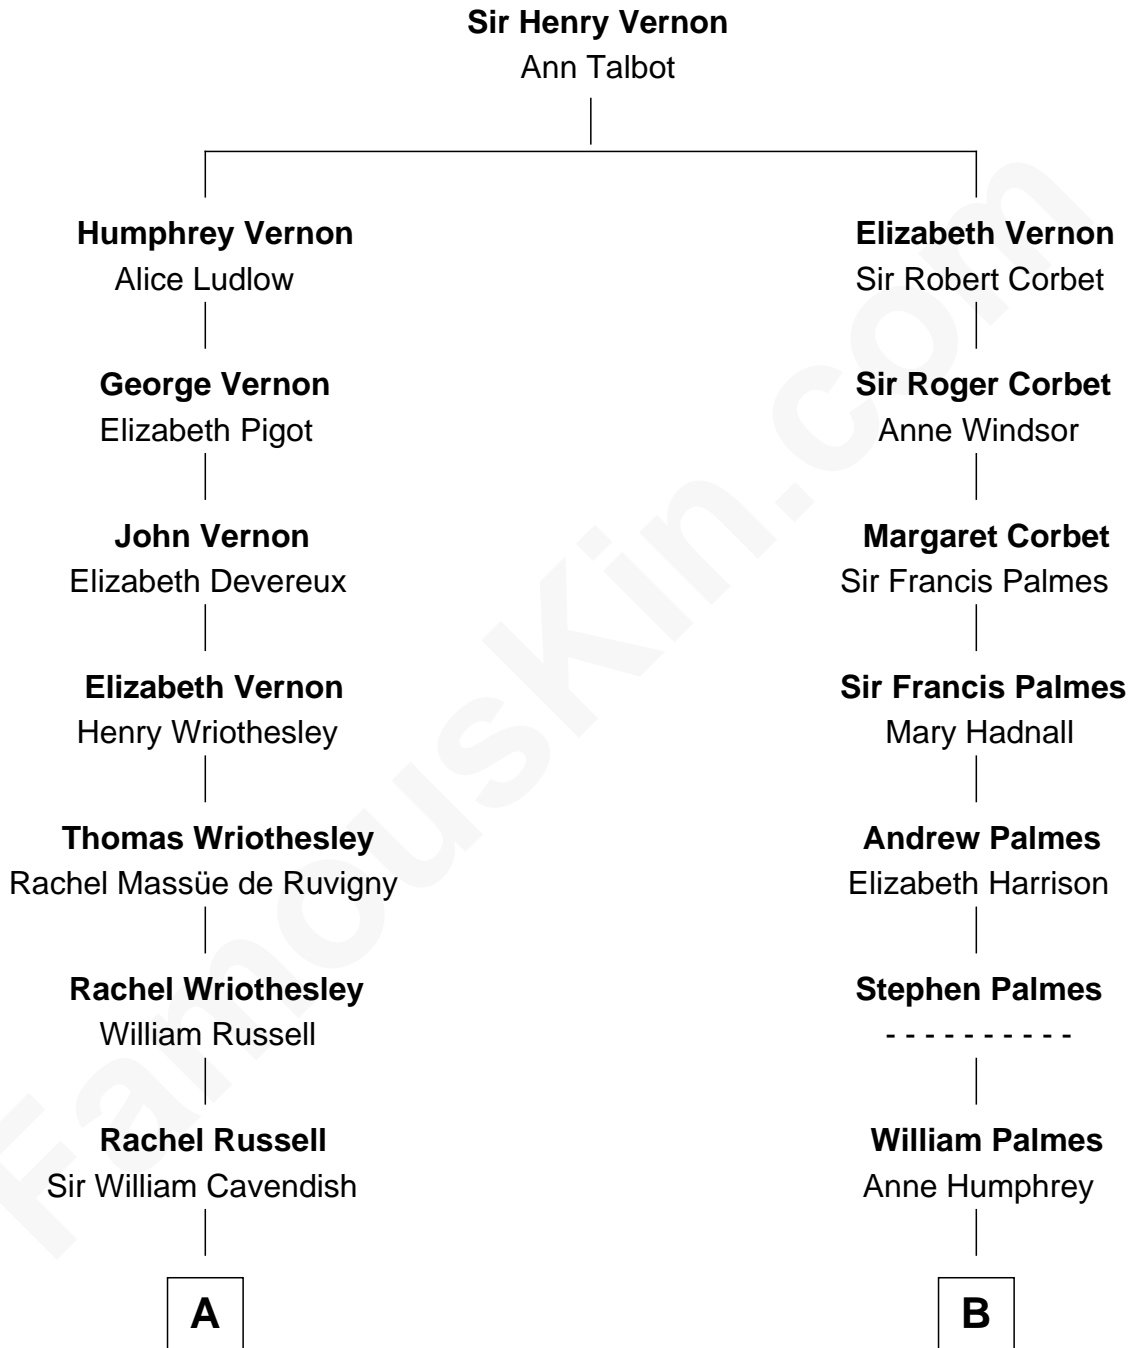 Sir Henry Vernon
Ann Talbot
Humphrey Vernon
Alice Ludlow
Elizabeth Vernon
Sir Robert Corbet
George Vernon
Elizabeth Pigot
Sir Roger Corbet
Anne Windsor
John Vernon
Elizabeth Devereux
Margaret Corbet
Sir Francis Palmes
Elizabeth Vernon
Henry Wriothesley
Sir Francis Palmes
Mary Hadnall
Thomas Wriothesley
Rachel Massüe de Ruvigny
Andrew Palmes
Elizabeth Harrison
Rachel Wriothesley
William Russell
Stephen Palmes
- - - - - - - - - -
Rachel Russell
Sir William Cavendish
William Palmes
Anne Humphrey
A
B
FamousKin.com